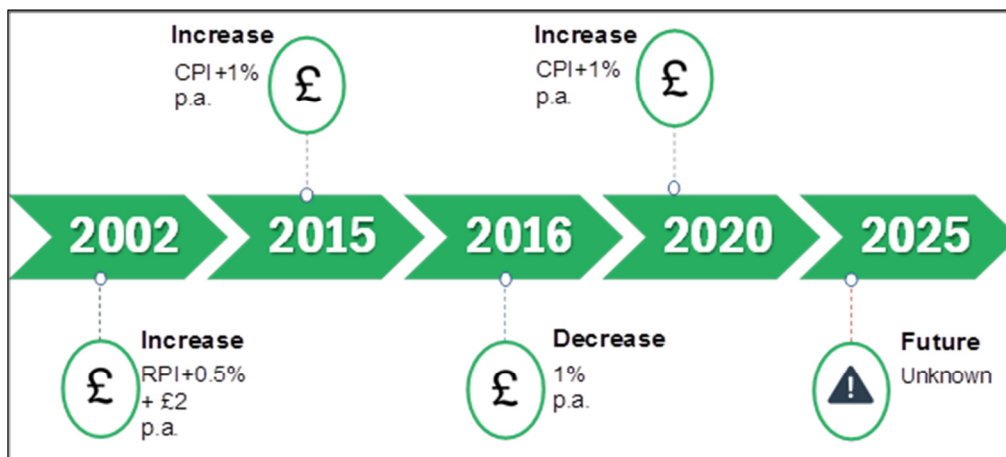 Increase
CPI+1%
p.a.
£
Increase
CPI+1%
p.a.
£
2002
2015
2016
2020
2025
£
Increase
RPI+0.5%
+ £2
p.a.
£
Decrease
1%
p.a.
!
Future
Unknown